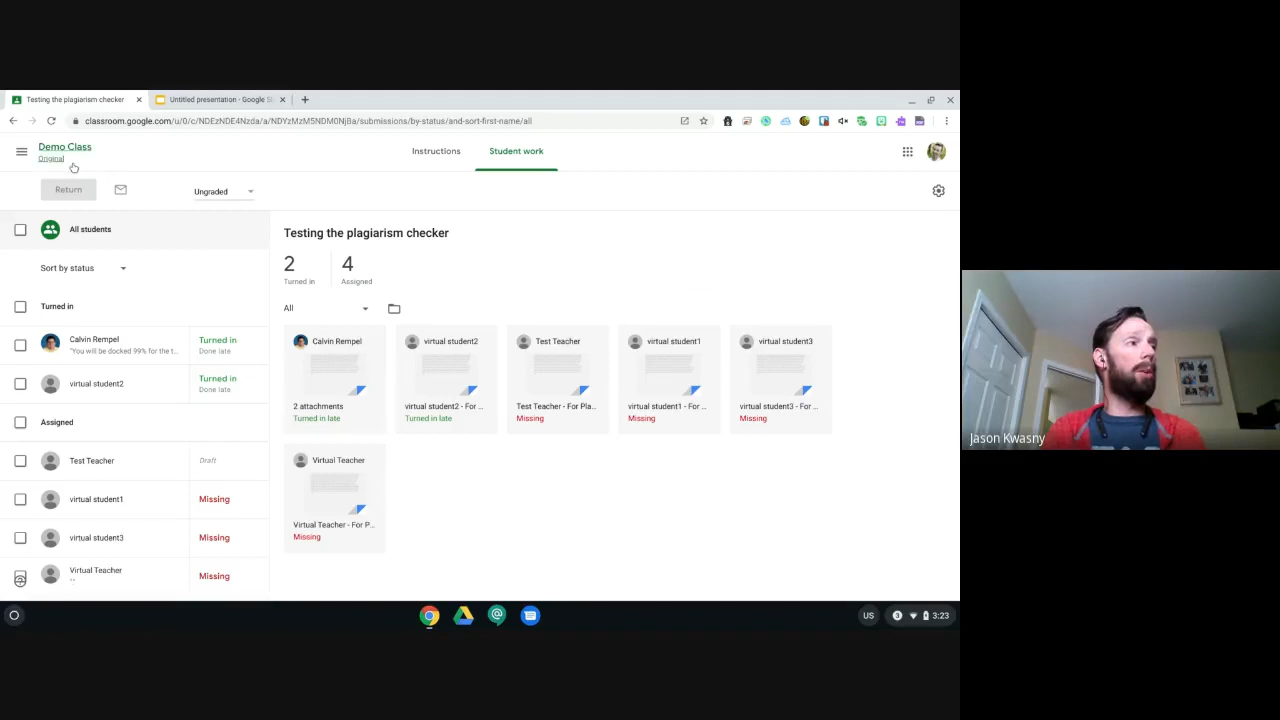 Testing the plagiarism checker
Untitled presentation - Google Sl
classroom.google.com/u/0/c/NDEzNDE4Nzda/a/NDYzMzM5NDM0NjBa/submissions/by-status/and-sort-first-name/all
Demo Class
Original
Instructions
Student work
Return
Ungraded
All students
Sort by status
Turned in
Calvin Rempel
"You will be docked 99% for the t...
Turned in
Done late
virtual student2
Turned in
Done late
Assigned
Test Teacher
Draft
virtual student1
Missing
virtual student3
Missing
Virtual Teacher
Missing
Testing the plagiarism checker
2
Turned in
4
Assigned
All
Calvin Rempel
2 attachments
Turned in late
virtual student2
virtual student2 - For ...
Turned in late
Test Teacher
Test Teacher - For Pla...
Missing
virtual student1
virtual student1 - For ...
Missing
virtual student3
virtual student3 - For ...
Missing
Virtual Teacher
Virtual Teacher - For P...
Missing
US
3:23
Jason Kwasny